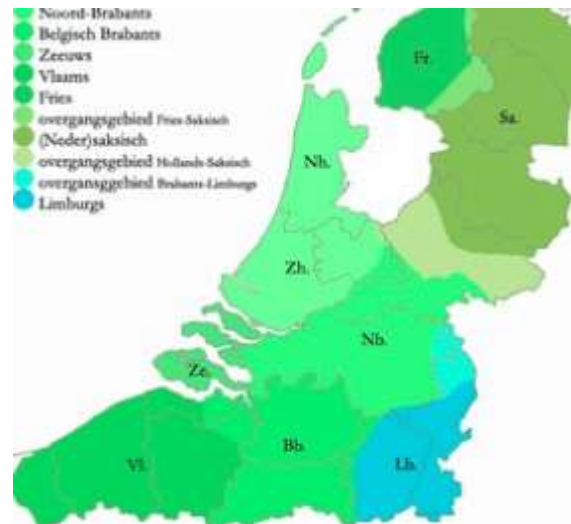 Noord-Brabants
Belgisch Brabants
Zeeuws
Vlaams
Fries
overgangsgebied Fries-Saksisch
(Neder)saksisch
overgangsgebied Hollands-Saksisch
overgansggebied Brabants-Limburgs
Limburgs
Fr.
Sa.
Nh.
Zh.
Nb.
Ze.
Vl.
Bb.
Lb.